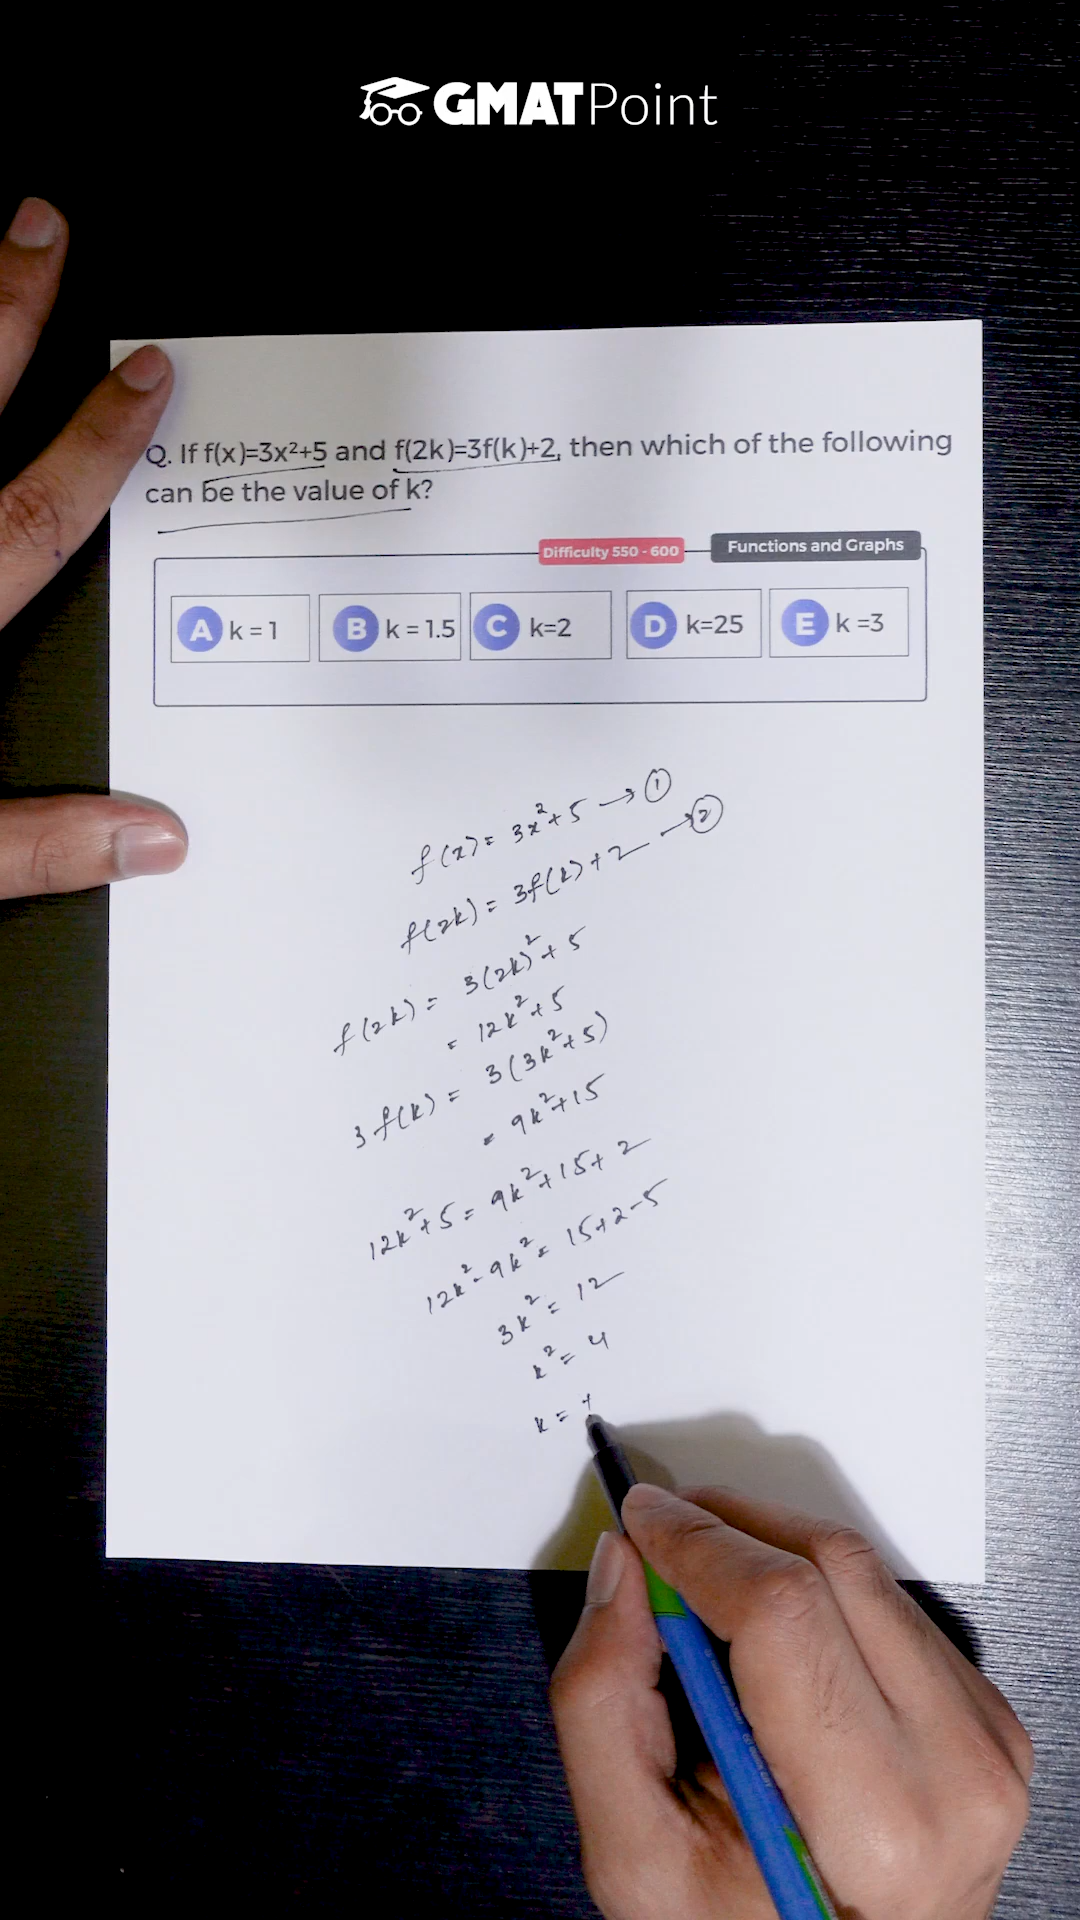 GMATPoint
Q. If f(x)=3x²+5 and f(2k)=3f(k)+2, then which of the following
can be the value of k?
Difficulty 550 - 600
Functions and Graphs
A k = 1
B k = 1.5
C k=2
D k=25
E k =3
f(x) = 3x²+5 → ①
f(2k) = 3f(k)+2 → ②
f(2k) = 3(2k)²+5
= 12k²+5
3f(k) = 3(3k²+5)
= 9k²+15
12k²+5 = 9k²+15+2
12k²-9k² = 15+2-5
3k² = 12
k² = 4
k = +